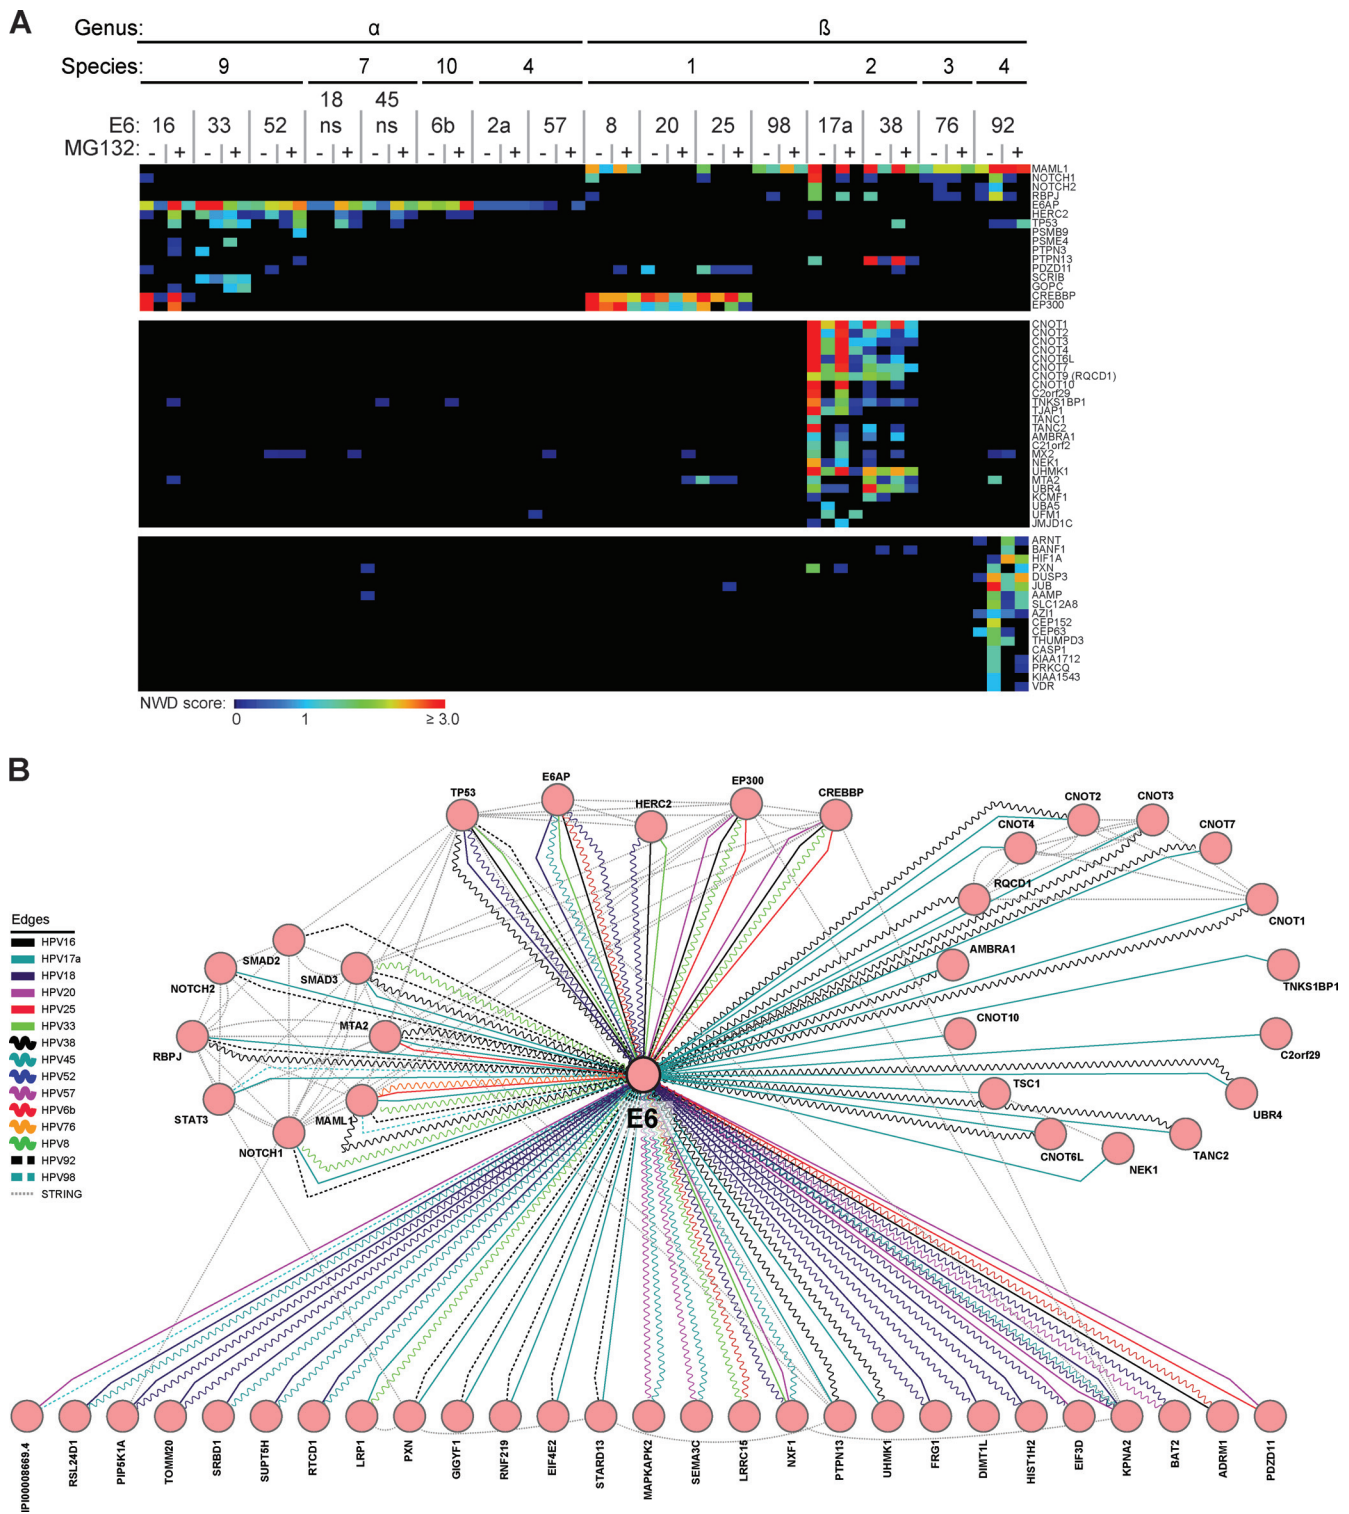 A
Genus: α ß
Species: 9 7 10 4 1 2 3 4
18 45
E6: 16 33 52 ns ns 6b 2a 57 8 20 25 98 17a 38 76 92
MG132: - + - + - + - + - + - + - + - + - + - + - + - + - + - + - + - +
MAML1
NOTCH1
NOTCH2
RBPJ
E6AP
HERC2
TP53
PSMB9
PSME4
PTPN3
PTPN13
PDZD11
SCRIB
GOPC
CREBBP
EP300
CNOT1
CNOT2
CNOT3
CNOT4
CNOT6L
CNOT7
CNOT9 (RQCD1)
CNOT10
C2orf29
TNKS1BP1
TJAP1
TANC1
TANC2
AMBRA1
C21orf2
MX2
NEK1
UHMK1
MTA2
UBR4
KCMF1
UBA5
UFM1
JMJD1C
ARNT
BANF1
HIF1A
PXN
DUSP3
JUB
AAMP
SLC12A8
AZI1
CEP152
CEP63
THUMPD3
CASP1
KIAA1712
PRKCQ
KIAA1543
VDR
NWD score:
0 1 ≥ 3.0
B
TP53
E6AP
HERC2
EP300
CREBBP
CNOT2
CNOT3
CNOT4
CNOT7
RQCD1
CNOT1
AMBRA1
TNKS1BP1
CNOT10
C2orf29
TSC1
UBR4
CNOT6L
NEK1
TANC2
SMAD2
NOTCH2
SMAD3
MTA2
RBPJ
STAT3
MAML1
NOTCH1
E6
Edges
HPV16
HPV17a
HPV18
HPV20
HPV25
HPV33
HPV38
HPV45
HPV52
HPV57
HPV6b
HPV76
HPV8
HPV92
HPV98
STRING
IPI00008669.4
RSL24D1
PIP5K1A
TOMM20
SRBD1
SUPT5H
RTCD1
LRP1
PXN
GIGYF1
RNF219
EIF4E2
STARD13
MAPKAPK2
SEMA3C
LRRC15
NXF1
PTPN13
UHMK1
FRG1
DIMT1L
HIST1H2
EIF3D
KPNA2
BAT2
ADRM1
PDZD11